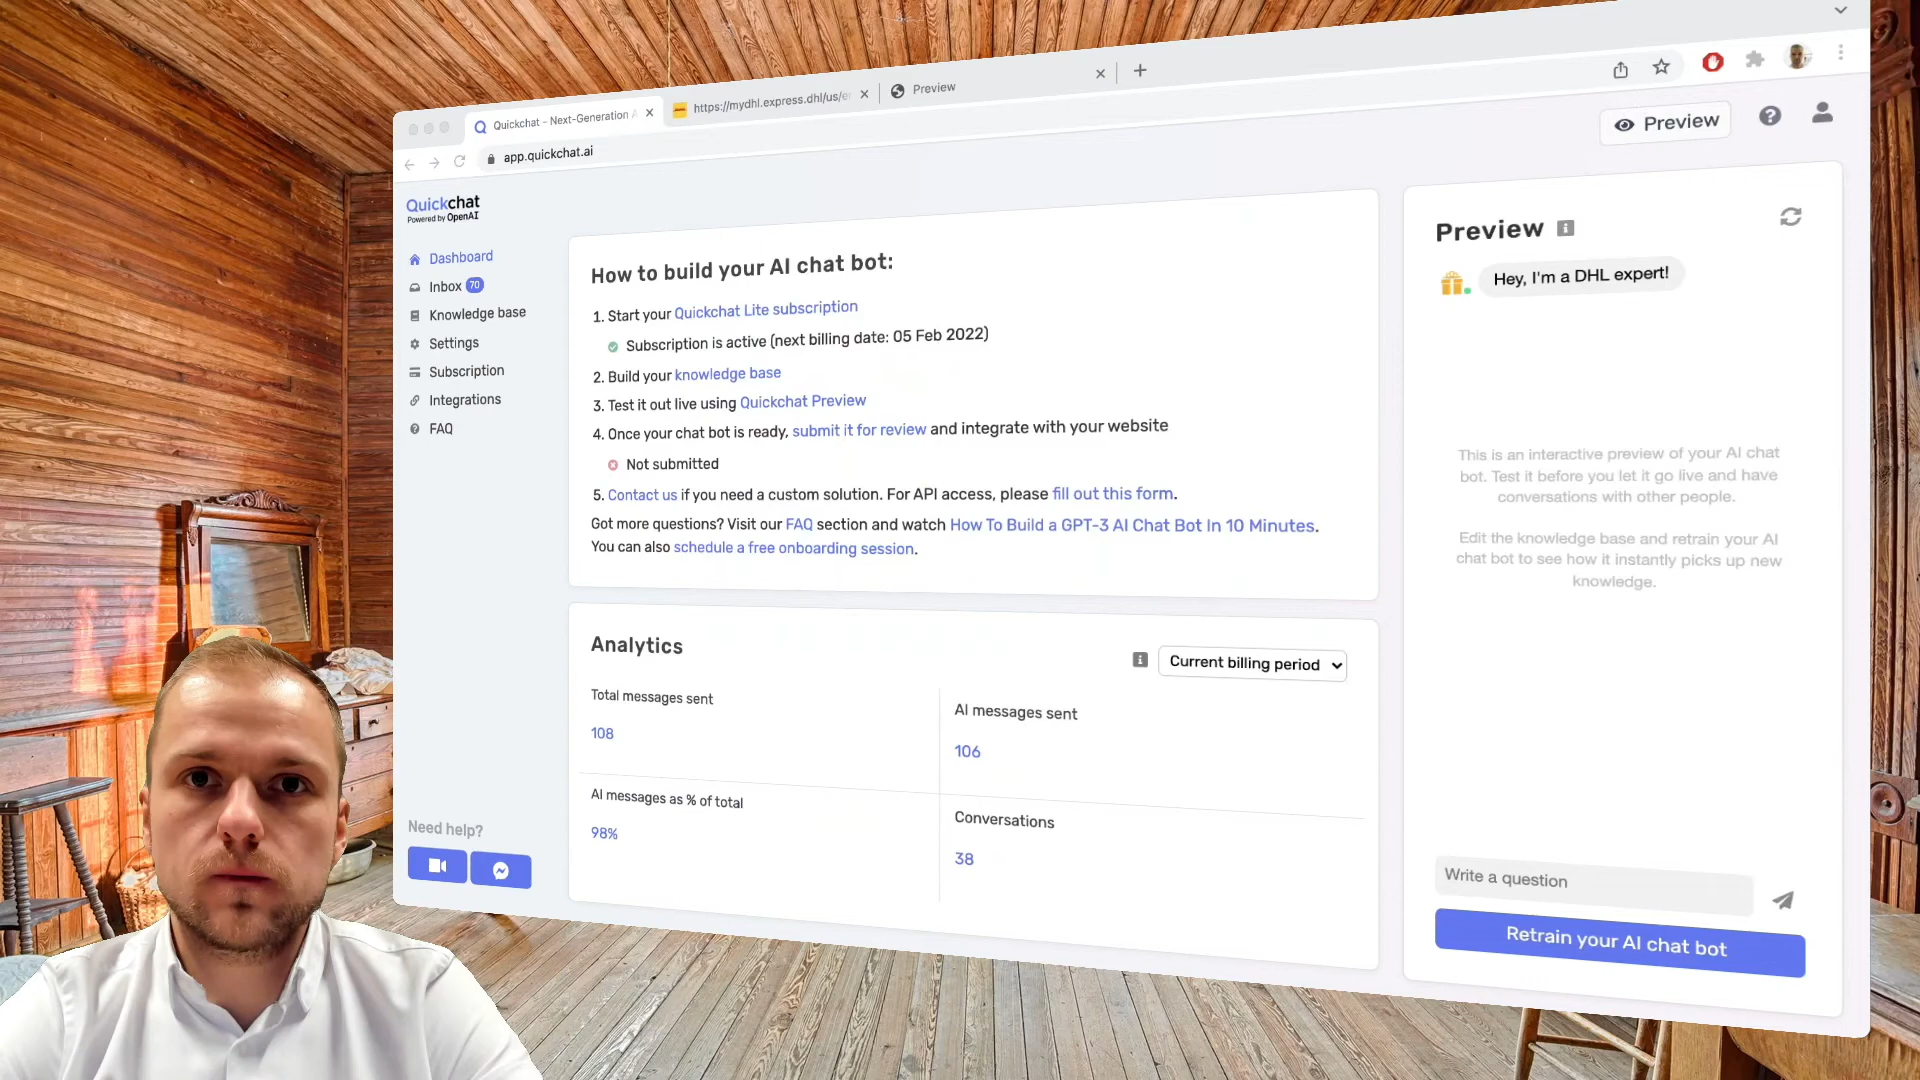 Quickchat - Next-Generation A
https://mydhl.express.dhl/us/er
Preview
app.quickchat.ai
Preview
Quickchat
Powered by OpenAI
Dashboard
Inbox 70
Knowledge base
Settings
Subscription
Integrations
FAQ
Need help?
How to build your AI chat bot:
1. Start your Quickchat Lite subscription
Subscription is active (next billing date: 05 Feb 2022)
2. Build your knowledge base
3. Test it out live using Quickchat Preview
4. Once your chat bot is ready, submit it for review and integrate with your website
Not submitted
5. Contact us if you need a custom solution. For API access, please fill out this form.
Got more questions? Visit our FAQ section and watch How To Build a GPT-3 AI Chat Bot In 10 Minutes.
You can also schedule a free onboarding session.
Analytics
Current billing period
Total messages sent
108
AI messages sent
106
AI messages as % of total
98%
Conversations
38
Preview
Hey, I'm a DHL expert!
This is an interactive preview of your AI chat
bot. Test it before you let it go live and have
conversations with other people.
Edit the knowledge base and retrain your AI
chat bot to see how it instantly picks up new
knowledge.
Write a question
Retrain your AI chat bot